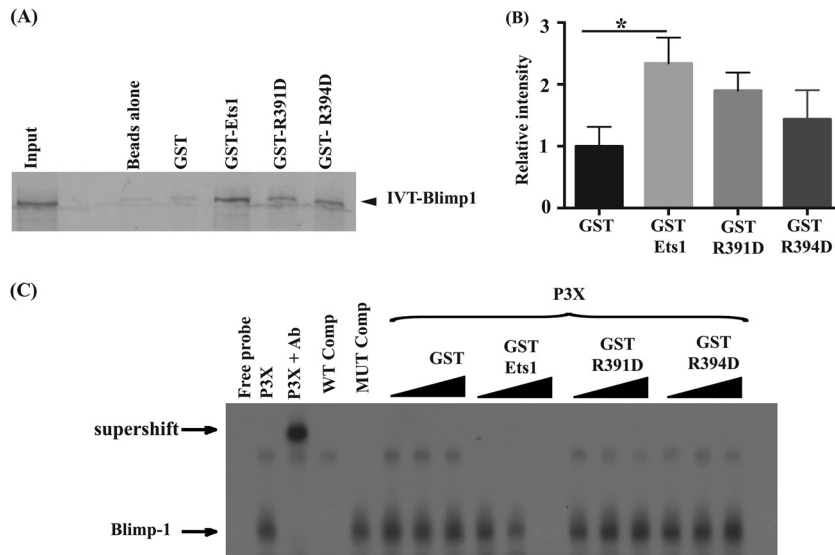 (A)
Input
Beads alone
GST
GST-Ets1
GST-R391D
GST- R394D
IVT-Blimp1
(B)
Relative intensity
3
2
1
0
*
GST
GST
Ets1
GST
R391D
GST
R394D
(C)
P3X
Free probe
P3X
P3X + Ab
WT Comp
MUT Comp
GST
GST
Ets1
GST
R391D
GST
R394D
supershift
Blimp-1